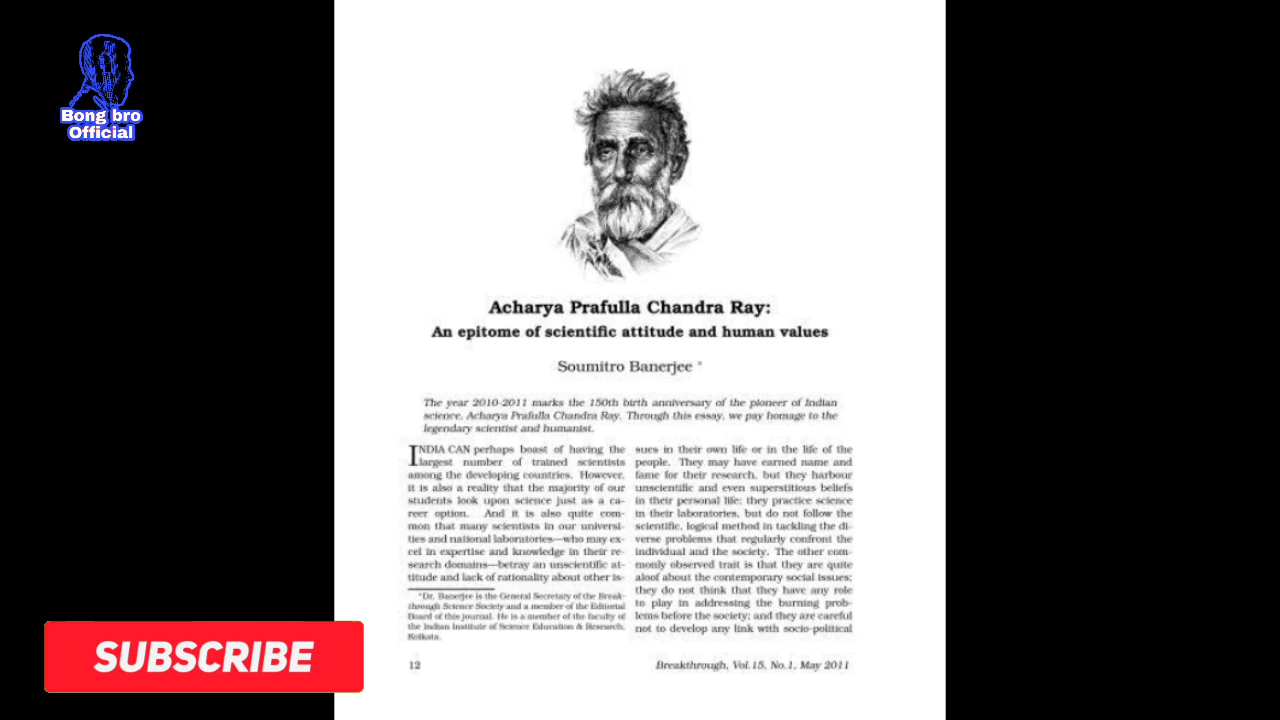 Bong bro
Official
Acharya Prafulla Chandra Ray:
An epitome of scientific attitude and human values
Soumitro Banerjee *
The year 2010-2011 marks the 150th birth anniversary of the pioneer of Indian
science, Acharya Prafulla Chandra Ray. Through this essay, we pay homage to the
legendary scientist and humanist.
INDIA CAN perhaps boast of having the
largest number of trained scientists
among the developing countries. However,
it is also a reality that the majority of our
students look upon science just as a ca-
reer option. And it is also quite com-
mon that many scientists in our universi-
ties and national laboratories—who may ex-
cel in expertise and knowledge in their re-
search domains—betray an unscientific at-
titude and lack of rationality about other is-
*Dr. Banerjee is the General Secretary of the Break-
through Science Society and a member of the Editorial
Board of this journal. He is a member of the faculty of
the Indian Institute of Science Education & Research,
Kolkata.
sues in their own life or in the life of the
people. They may have earned name and
fame for their research, but they harbour
unscientific and even superstitious beliefs
in their personal life; they practice science
in their laboratories, but do not follow the
scientific, logical method in tackling the di-
verse problems that regularly confront the
individual and the society. The other com-
monly observed trait is that they are quite
aloof about the contemporary social issues;
they do not think that they have any role
to play in addressing the burning prob-
lems before the society; and they are careful
not to develop any link with socio-political
12
Breakthrough, Vol.15, No.1, May 2011
SUBSCRIBE